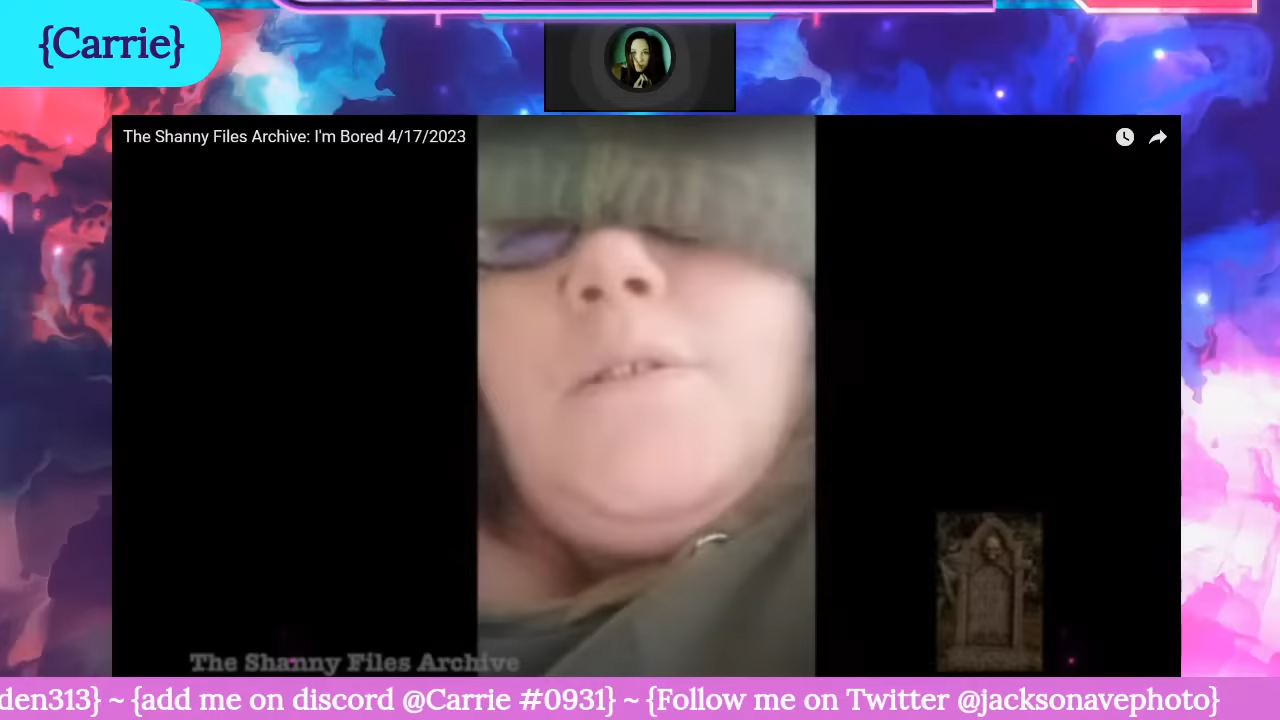 {Carrie}
The Shanny Files Archive: I'm Bored 4/17/2023
The Shanny Files Archive
den313} ~ {add me on discord @Carrie #0931} ~ {Follow me on Twitter @jacksonavephoto}